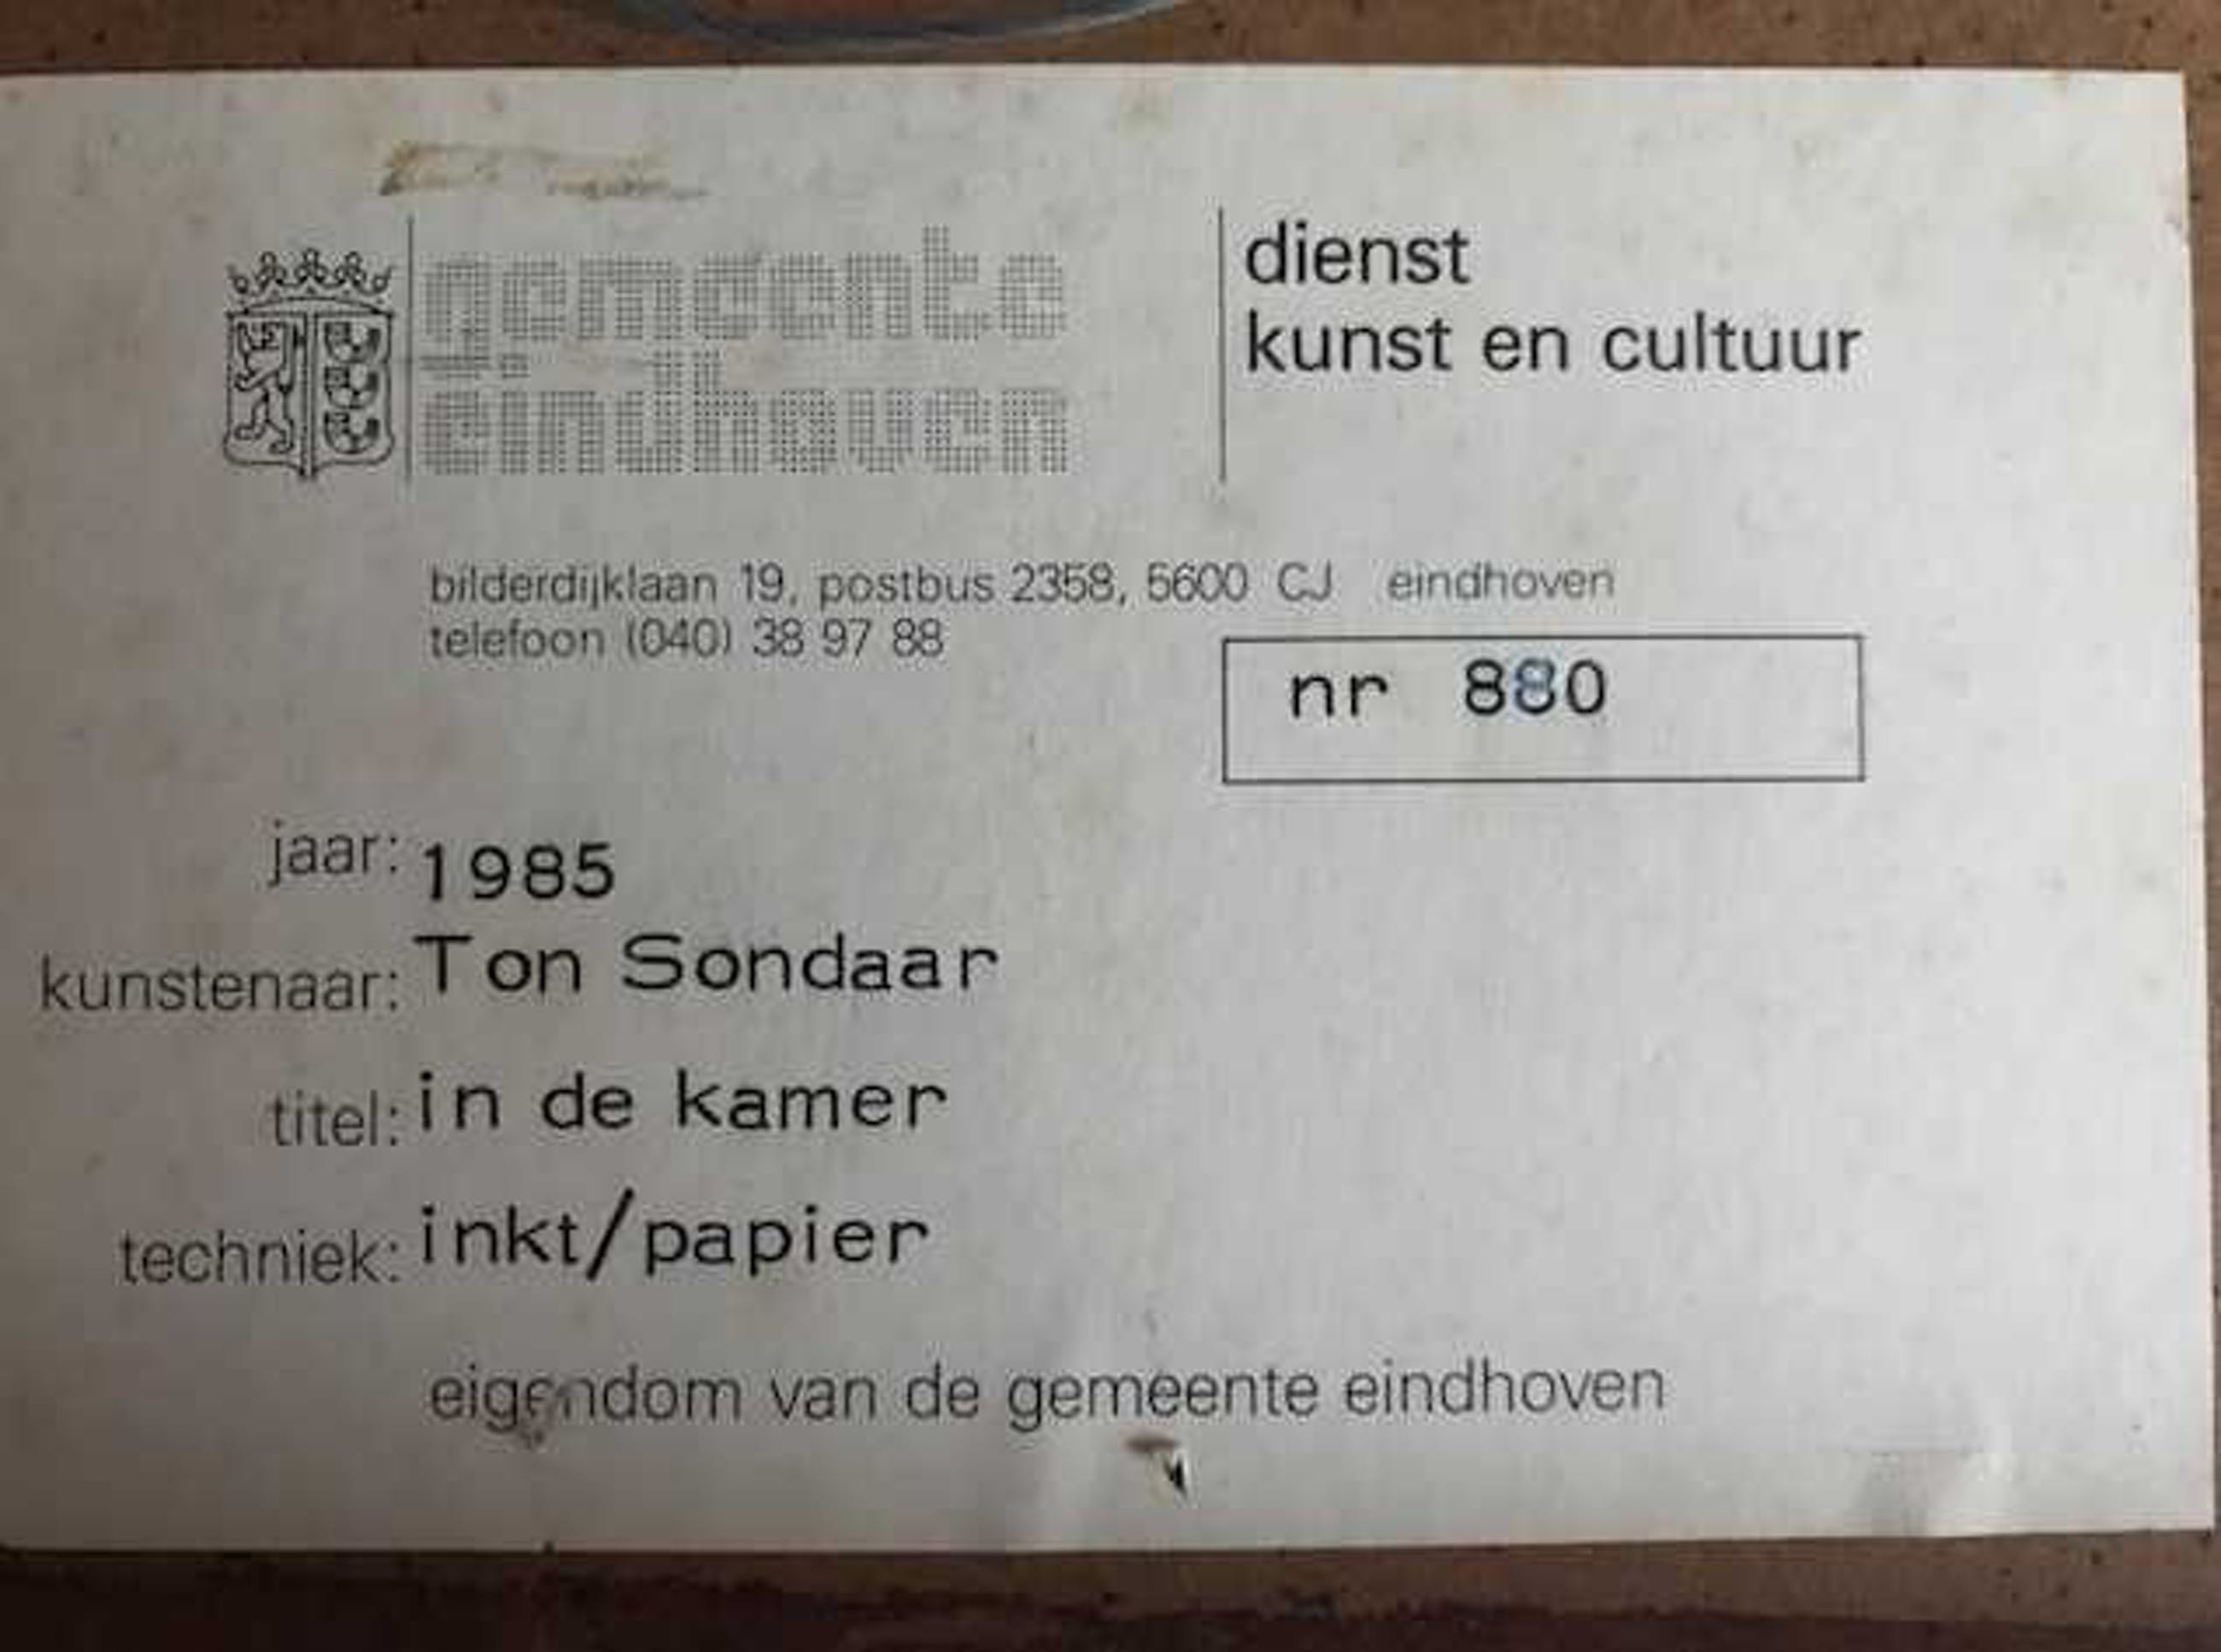 gemeente
eindhoven
dienst
kunst en cultuur
bilderdijklaan 19, postbus 2358, 5600 CJ eindhoven
telefoon (040) 38 97 88
nr 880
jaar: 1985
kunstenaar: Ton Sondaar
titel: in de kamer
techniek: inkt/papier
eigendom van de gemeente eindhoven